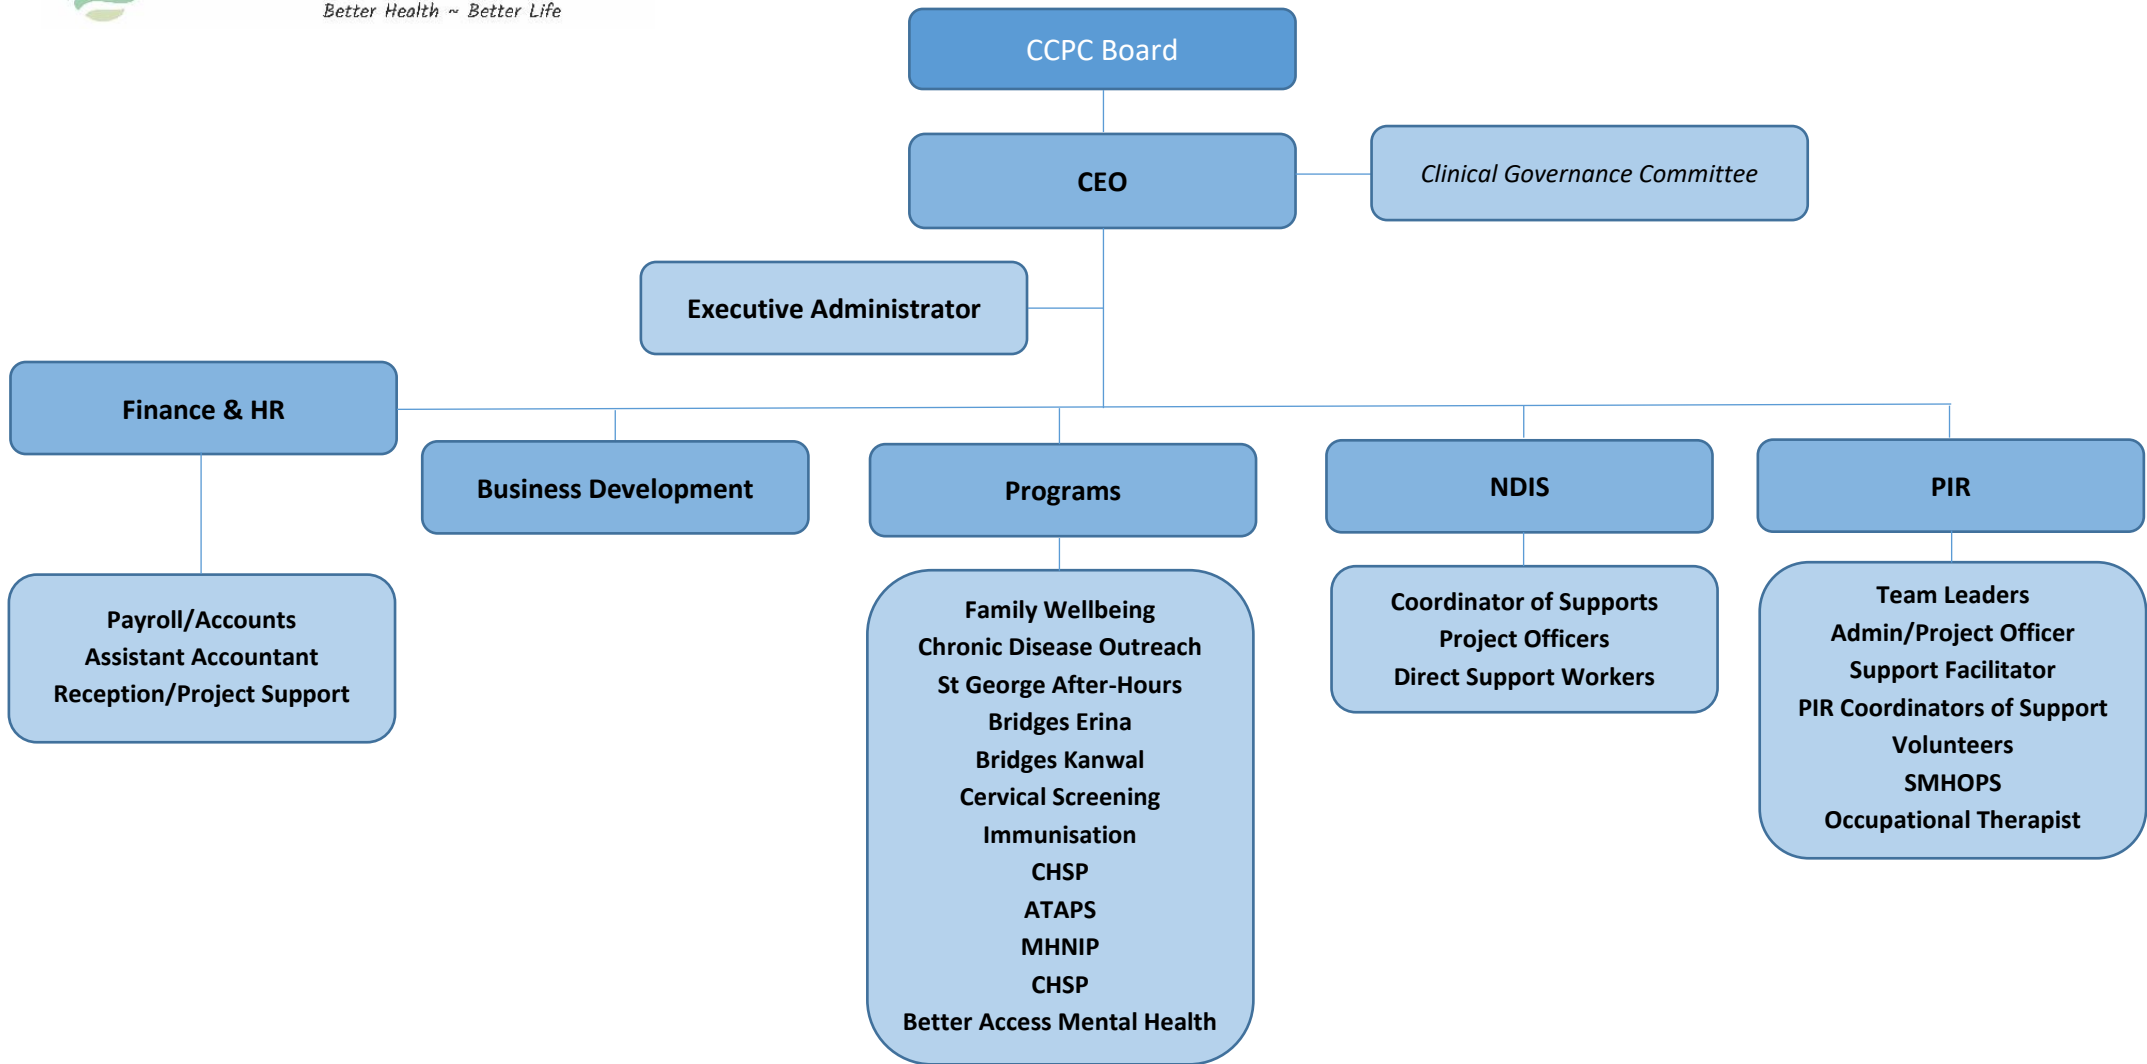 Better Health ~ Better Life
CCPC Board
CEO
Clinical Governance Committee
Executive Administrator
Finance & HR
Business Development
Programs
NDIS
PIR
Payroll/Accounts
Assistant Accountant
Reception/Project Support
Family Wellbeing
Chronic Disease Outreach
St George After-Hours
Bridges Erina
Bridges Kanwal
Cervical Screening
Immunisation
CHSP
ATAPS
MHNIP
CHSP
Better Access Mental Health
Coordinator of Supports
Project Officers
Direct Support Workers
Team Leaders
Admin/Project Officer
Support Facilitator
PIR Coordinators of Support
Volunteers
SMHOPS
Occupational Therapist